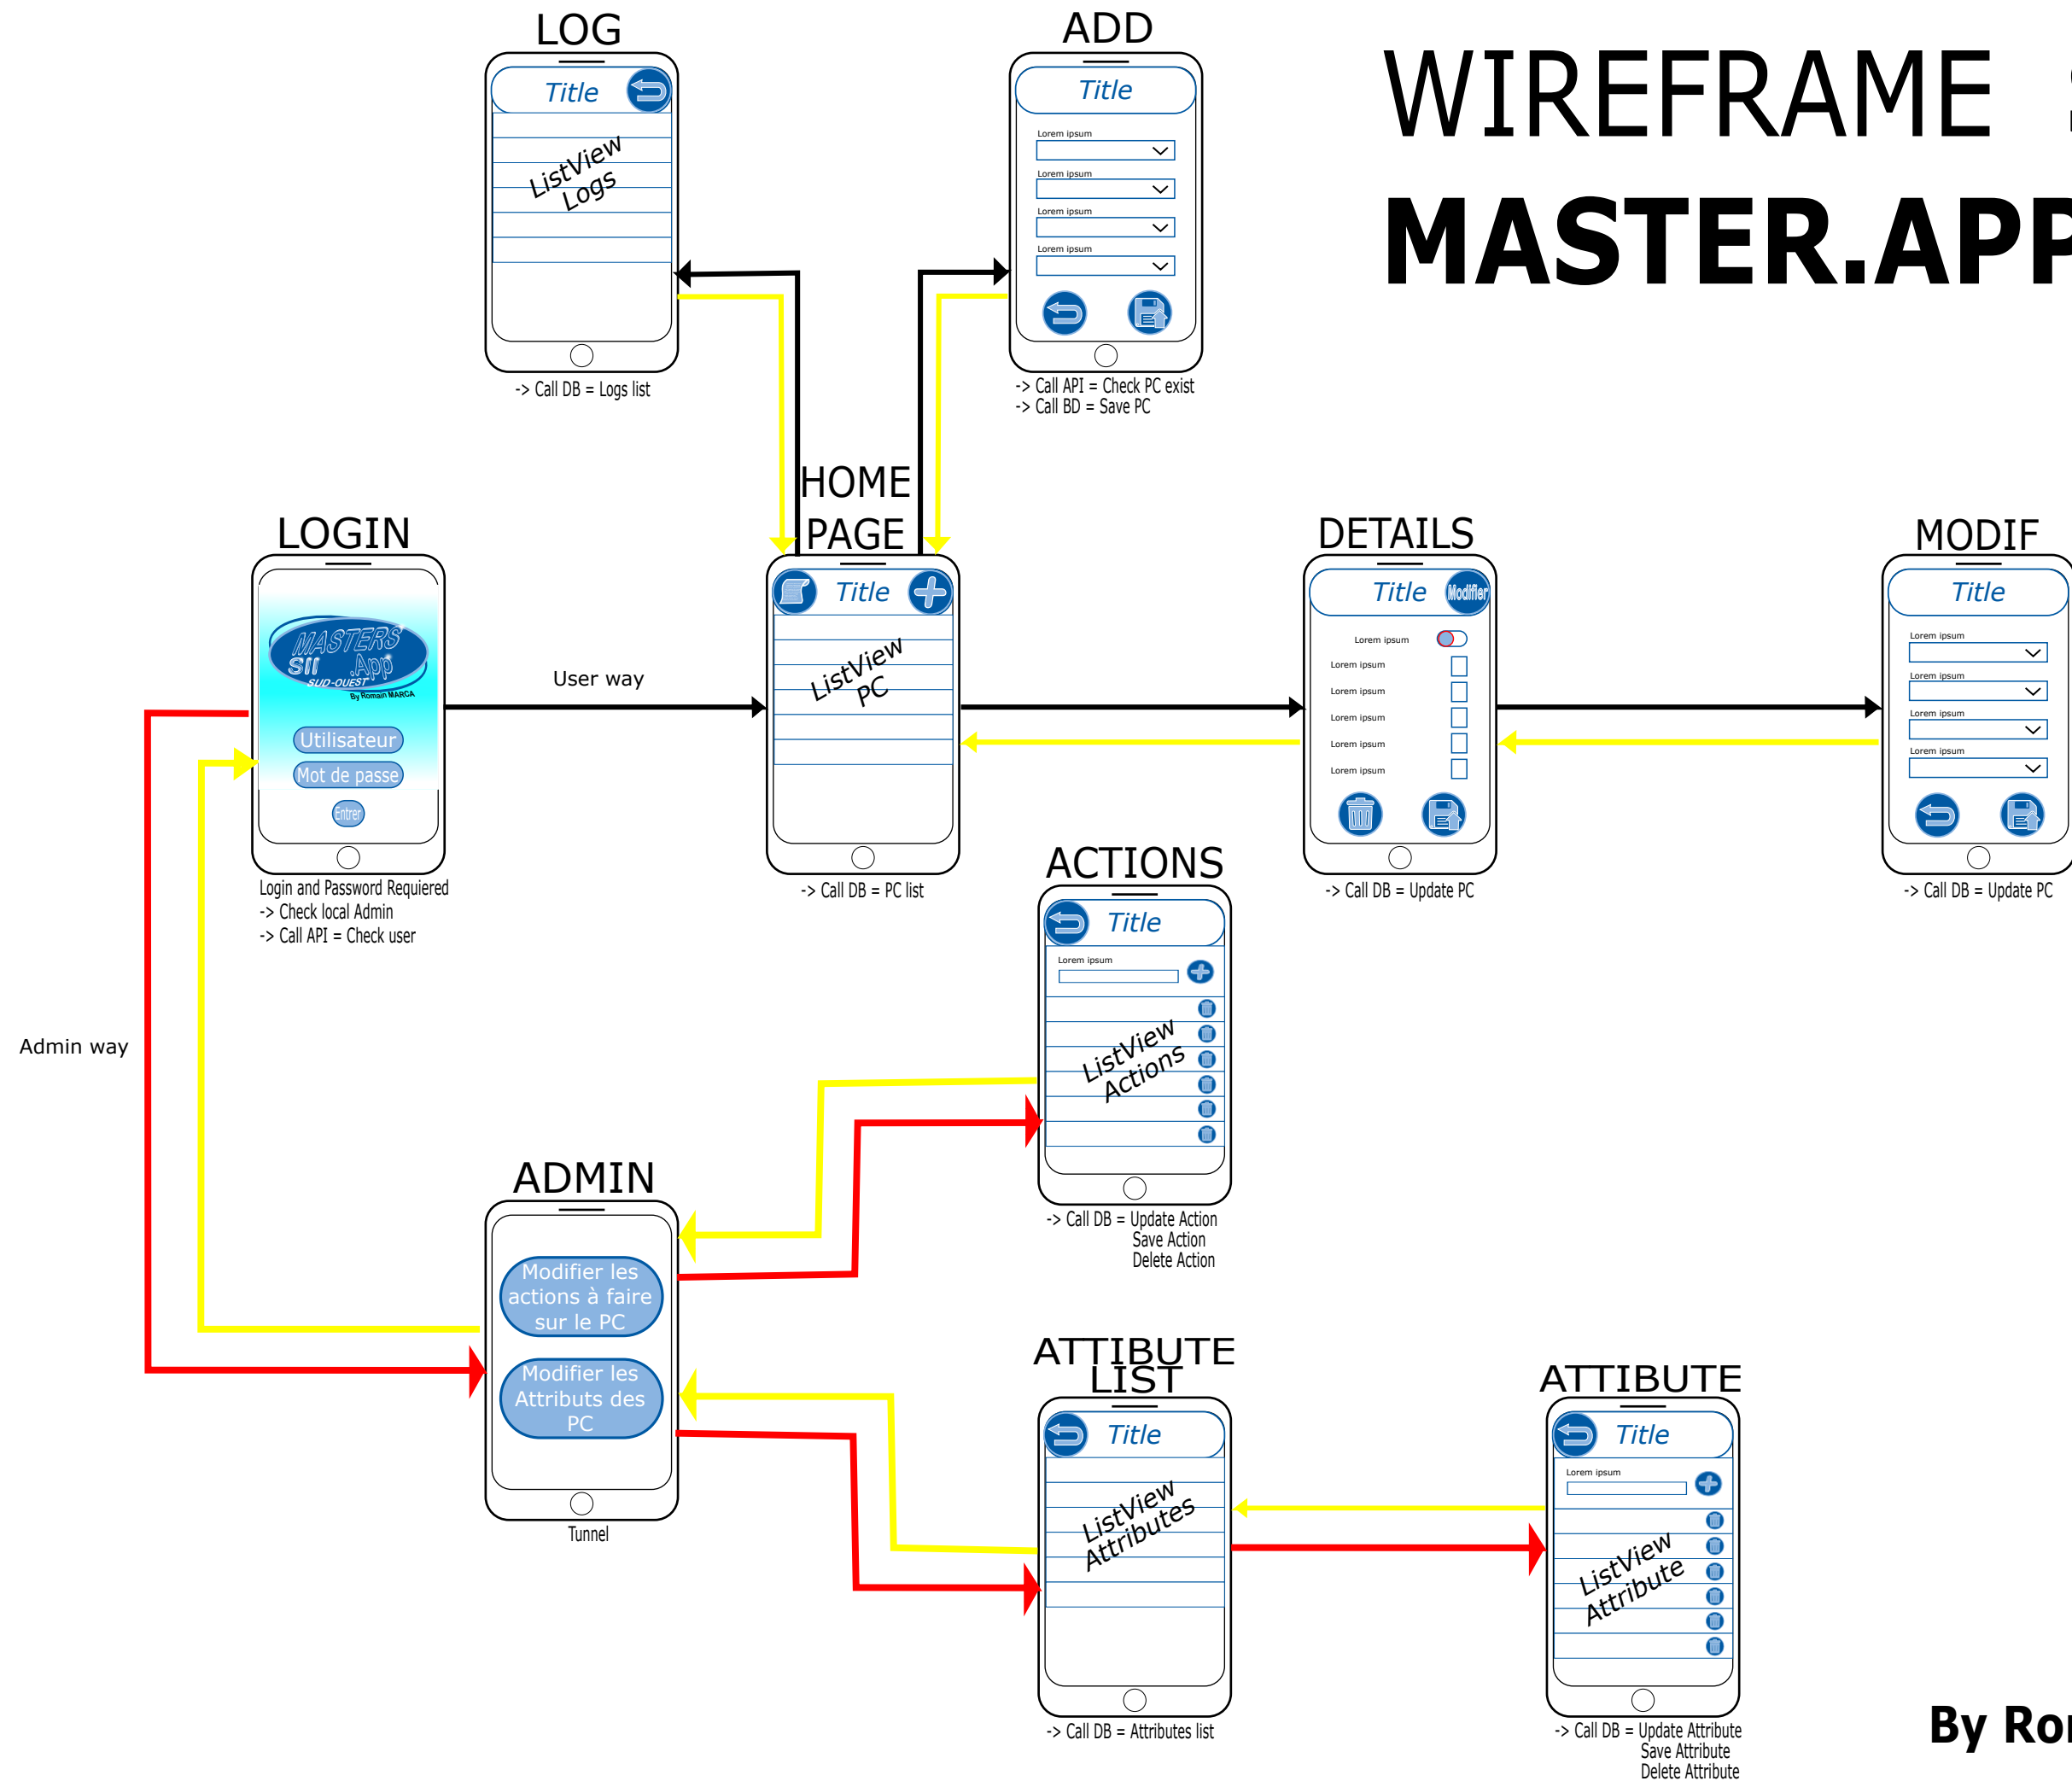 LOG
Title
ListView
Logs
-> Call DB = Logs list
ADD
Title
Lorem ipsum
Lorem ipsum
Lorem ipsum
Lorem ipsum
-> Call API = Check PC exist
-> Call BD = Save PC
WIREFRAME
MASTER.APP
LOGIN
MASTERS
SII .App
SUD-OUEST
By Romain MARCA
Utilisateur
Mot de passe
Entrer
Login and Password Requiered
-> Check local Admin
-> Call API = Check user
User way
HOME
PAGE
Title
ListView
PC
-> Call DB = PC list
DETAILS
Title
Modifier
Lorem ipsum
Lorem ipsum
Lorem ipsum
Lorem ipsum
Lorem ipsum
Lorem ipsum
-> Call DB = Update PC
MODIF
Title
Lorem ipsum
Lorem ipsum
Lorem ipsum
Lorem ipsum
-> Call DB = Update PC
Admin way
ACTIONS
Title
Lorem ipsum
ListView
Actions
-> Call DB = Update Action
Save Action
Delete Action
ADMIN
Modifier les
actions à faire
sur le PC
Modifier les
Attributs des
PC
Tunnel
ATTIBUTE
LIST
Title
ListView
Attributes
-> Call DB = Attributes list
ATTIBUTE
Title
Lorem ipsum
ListView
Attribute
-> Call DB = Update Attribute
Save Attribute
Delete Attribute
By